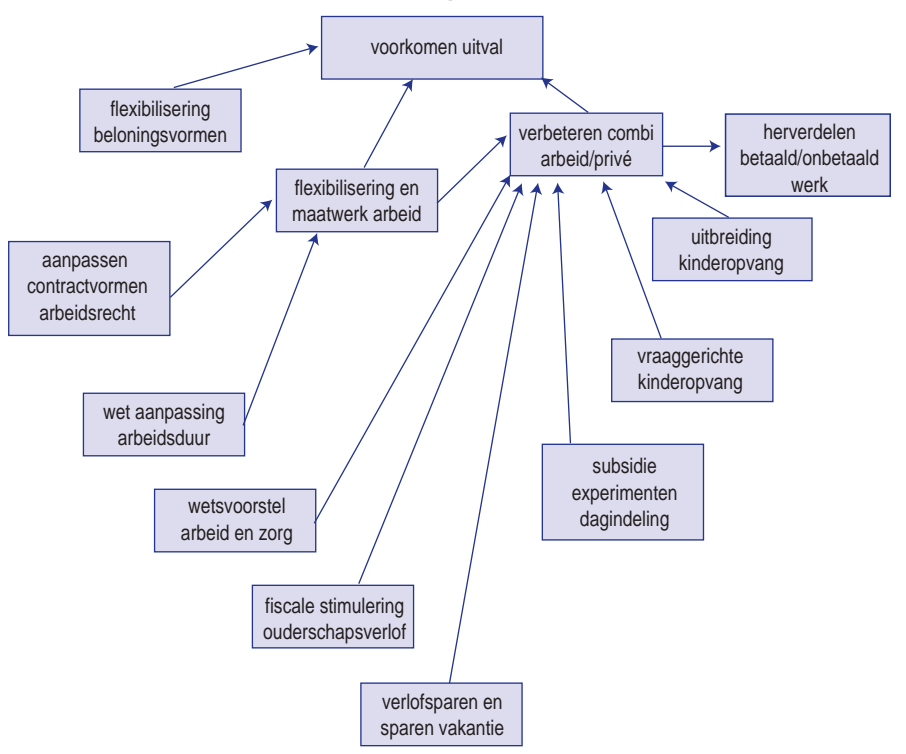 voorkomen uitval
flexibilisering
beloningsvormen
verbeteren combi
arbeid/privé
herverdelen
betaald/onbetaald
werk
flexibilisering en
maatwerk arbeid
uitbreiding
kinderopvang
aanpassen
contractvormen
arbeidsrecht
vraaggerichte
kinderopvang
wet aanpassing
arbeidsduur
subsidie
experimenten
dagindeling
wetsvoorstel
arbeid en zorg
fiscale stimulering
ouderschapsverlof
verlofsparen en
sparen vakantie